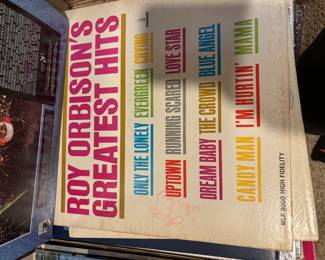 ROY ORBISON'S
GREATEST HITS
ONLY THE LONELY EVERGREEN CRYING
UPTOWN RUNNING SCARED LOVE STAR
DREAM BABY THE CROWD BLUE ANGEL
CANDY MAN I'M HURTIN' MAMA
MLP 8000 HIGH FIDELITY